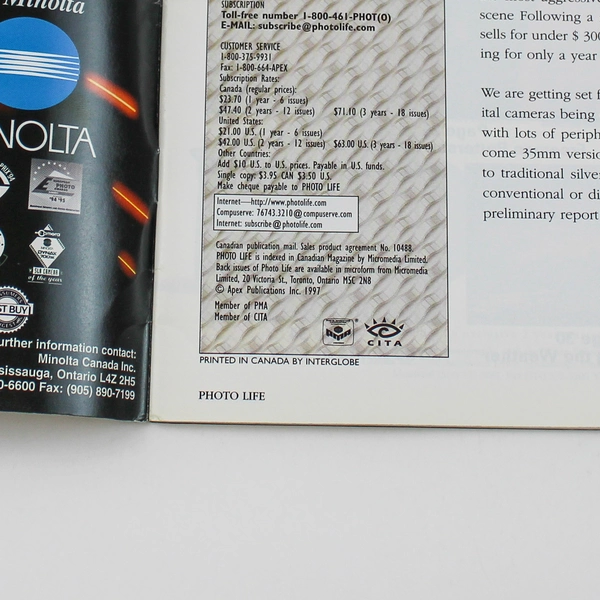 Minolta
NOLTA
94-95
BEST BUY
urther information contact:
Minolta Canada Inc.
sissauga, Ontario L4Z 2H5
0-6600 Fax: (905) 890-7199
SUBSCRIPTION
Toll-free number 1-800-461-PHOT(O)
E-MAIL: subscribe@photolife.com
CUSTOMER SERVICE
1-800-375-9931
Fax: 1-800-664-APEX
Subscription Rates:
Canada (regular prices):
$23.70 (1 year - 6 issues)
$47.40 (2 years - 12 issues) $71.10 (3 years - 18 issues)
United States:
$21.00 U.S. (1 year - 6 issues)
$42.00 U.S. (2 years - 12 issues) $63.00 U.S. (3 years - 18 issues)
Other Countries:
Add $10 U.S. to U.S. prices. Payable in U.S. funds.
Single copy: $3.95 CAN $3.50 U.S.
Make cheque payable to PHOTO LIFE
Internet—http://www.photolife.com
Compuserve: 76743.3210@compuserve.com
Internet: subscribe@photolife.com
Canadian publication mail. Sales product agreement No. 10488.
PHOTO LIFE is indexed in Canadian Magazine by Micromedia Limited.
Back issues of Photo Life are available in microform from Micromedia
Limited, 20 Victoria St., Toronto, Ontario M5C 2N8
© Apex Publications Inc. 1997
Member of PMA
Member of CITA
CITA
PRINTED IN CANADA BY INTERGLOBE
PHOTO LIFE
scene Following a
sells for under $ 300
ing for only a year
We are getting set f
ital cameras being
with lots of periph
come 35mm versio
to traditional silver
conventional or di
preliminary report